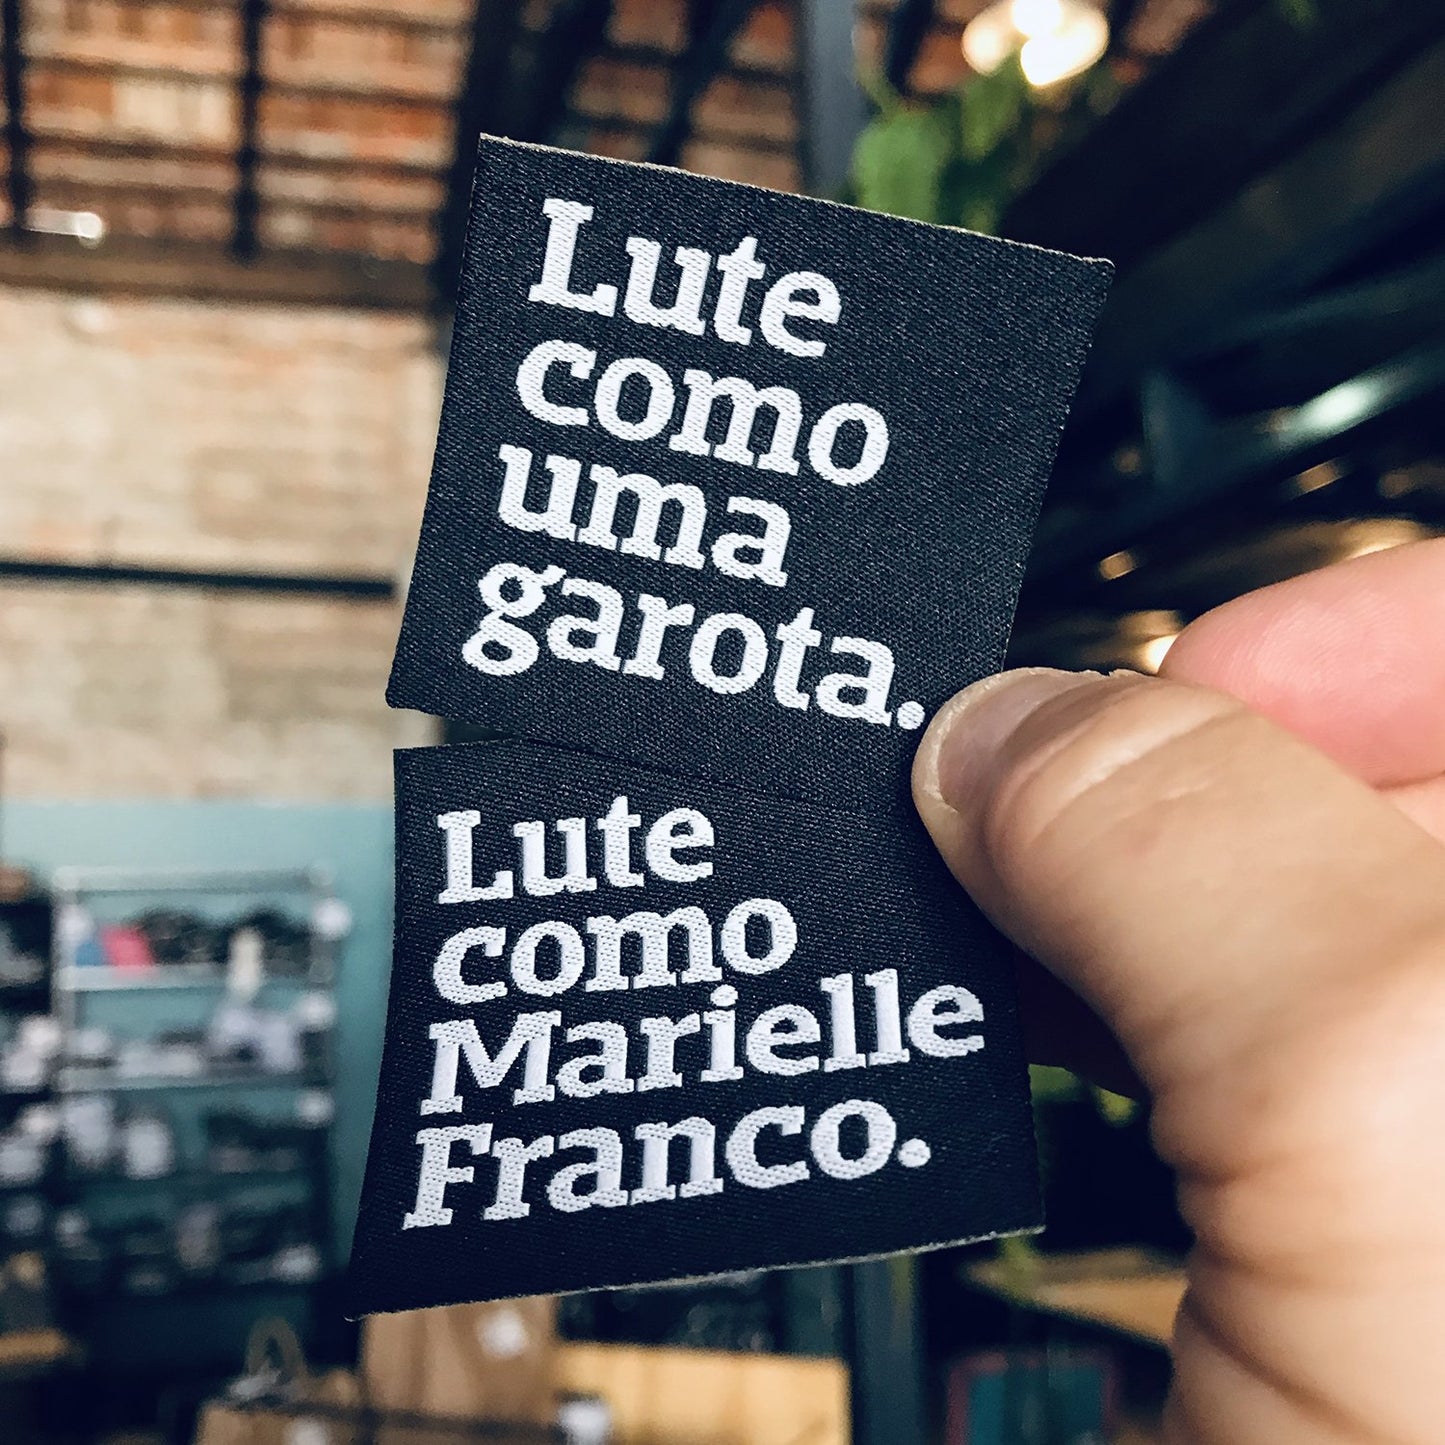 Lute
como
uma
garota.
Lute
como
Marielle
Franco.